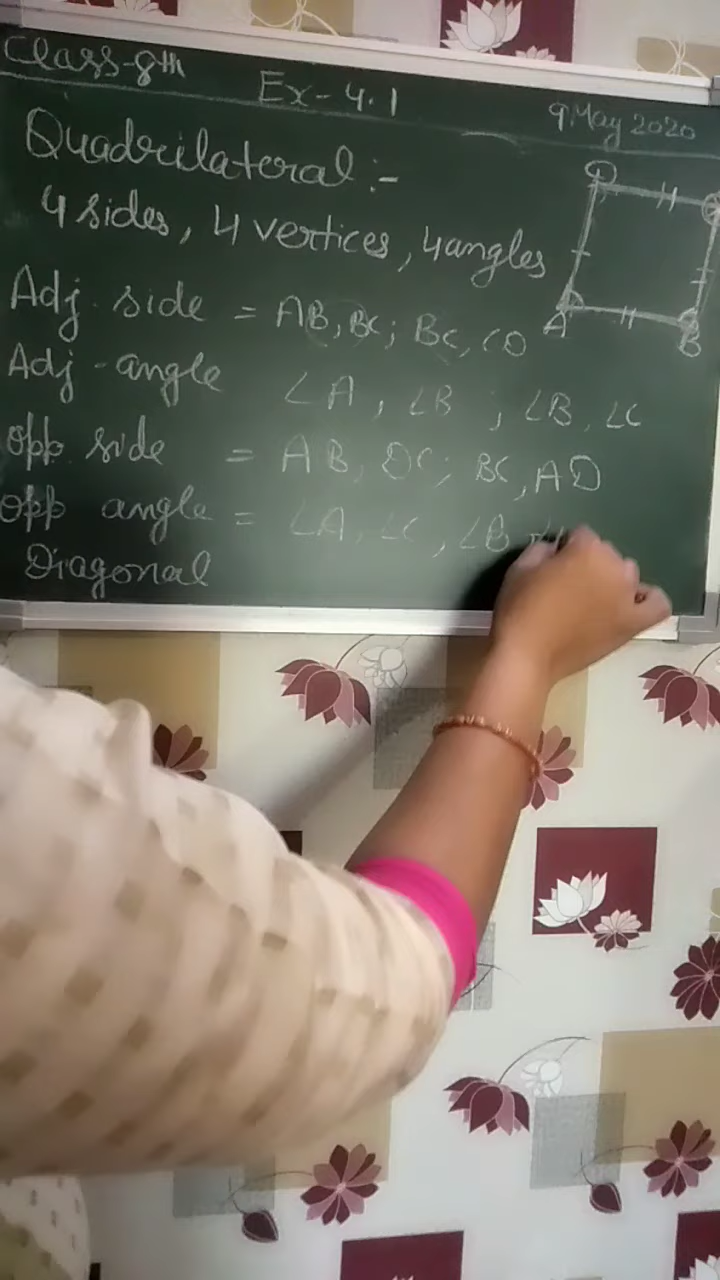 Class-8th
Ex-4.1
9 May 2020
Quadrilateral :-
4 sides, 4 vertices, 4 angles
Adj. side = AB, BC; BC, CD
Adj-angle ∠A, ∠B ; ∠B, ∠C
Opp. side = AB, DC; BC, AD
Opp angle = ∠A, ∠C, ∠B
Diagonal
D
A
B